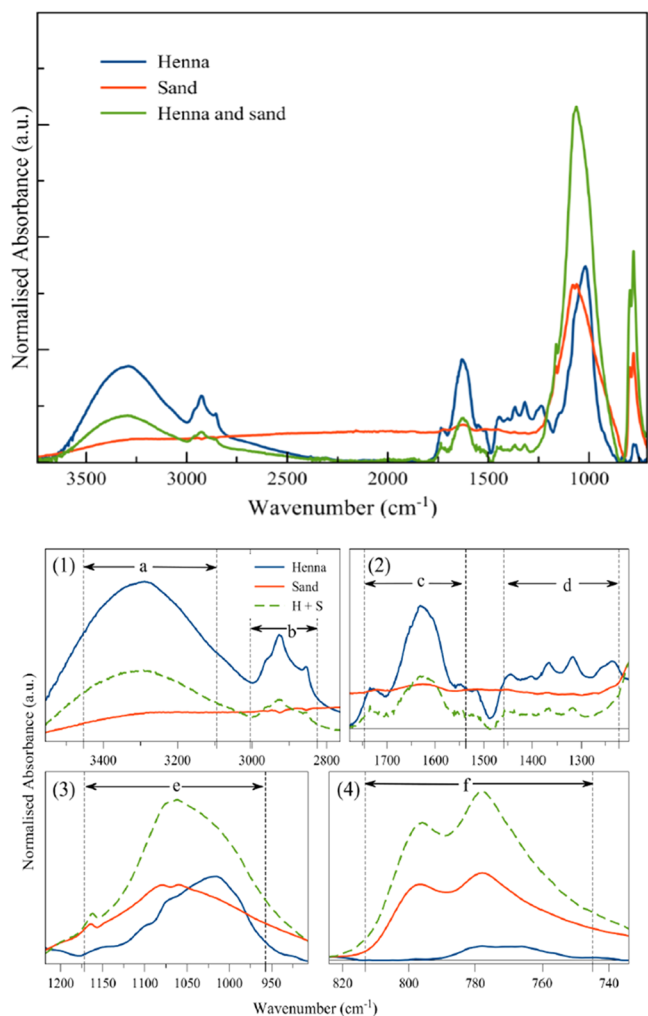 Normalised Absorbance (a.u.)
Henna
Sand
Henna and sand
3500 3000 2500 2000 1500 1000
Wavenumber (cm-1)
Normalised Absorbance (a.u.)
(1) a
Henna
Sand
H + S
b
3400 3200 3000 2800
(2) c d
1700 1600 1500 1400 1300
(3) e
1200 1150 1100 1050 1000 950
(4) f
820 800 780 760 740
Wavenumber (cm-1)